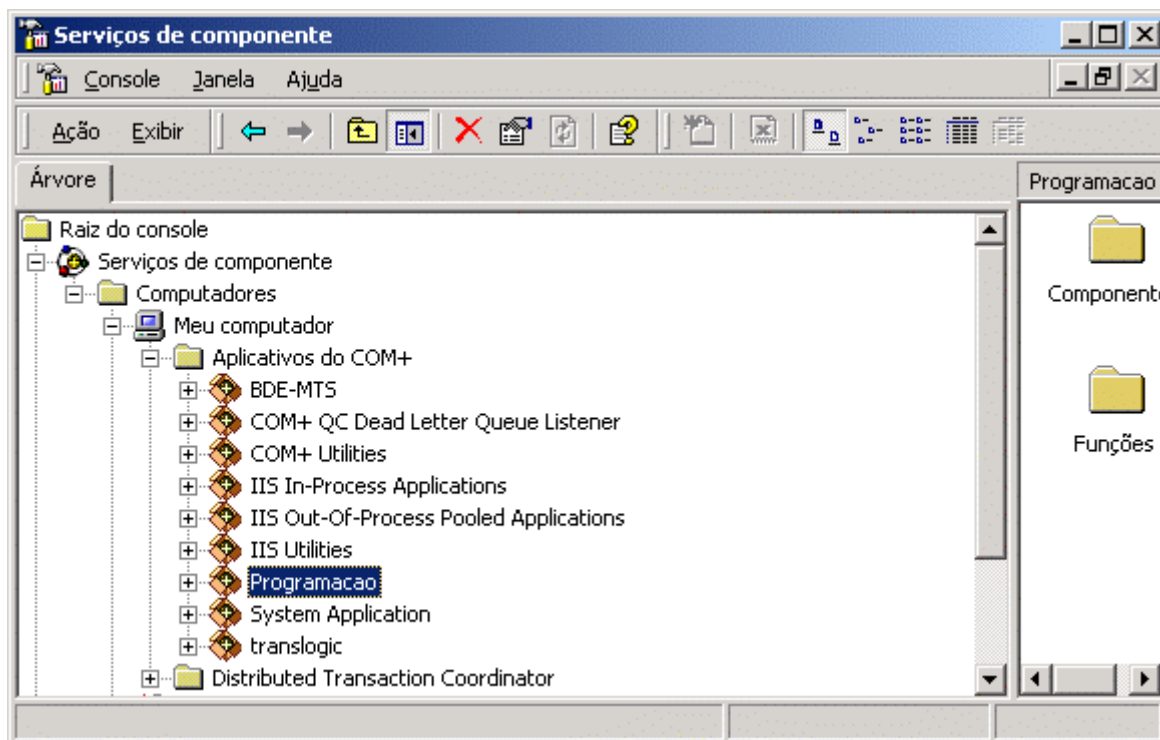 Serviços de componente
Console Janela Ajuda
Ação Exibir
Árvore
Programacao
Raiz do console
Serviços de componente
Computadores
Meu computador
Aplicativos do COM+
BDE-MTS
COM+ QC Dead Letter Queue Listener
COM+ Utilities
IIS In-Process Applications
IIS Out-Of-Process Pooled Applications
IIS Utilities
Programacao
System Application
translogic
Distributed Transaction Coordinator
Component
Funções